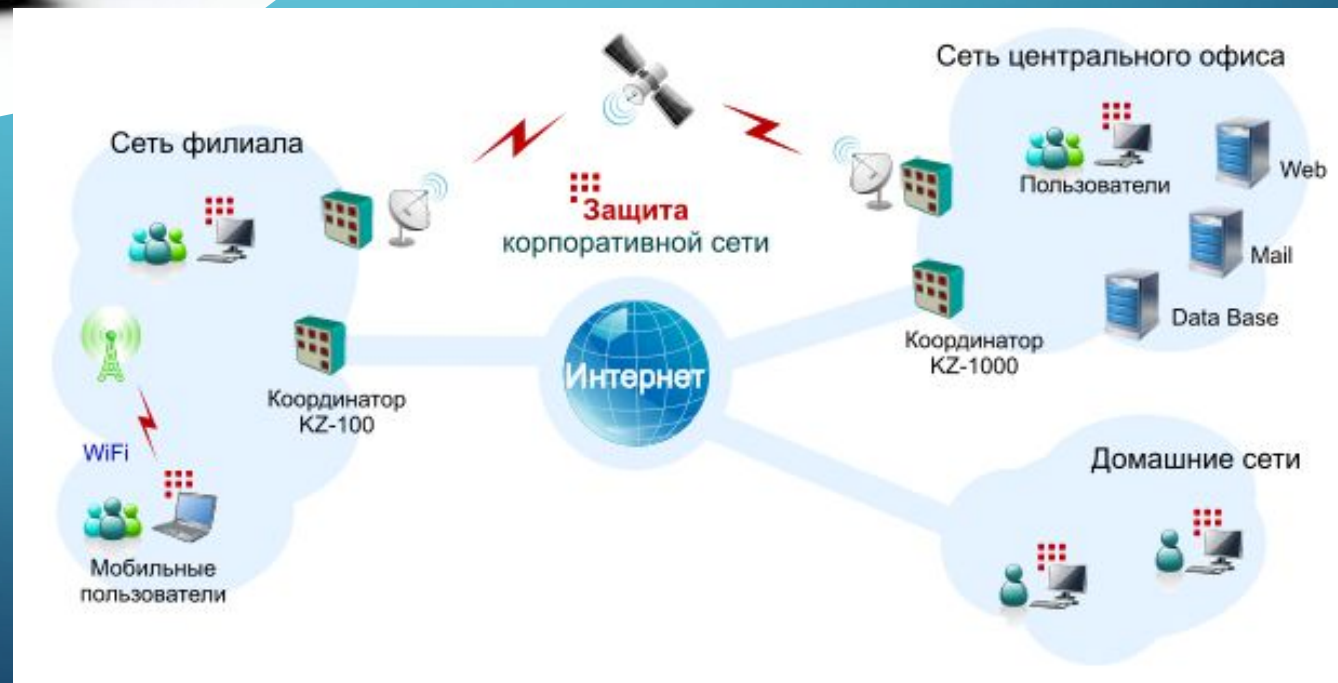 Сеть филиала
Сеть центрального офиса
Пользователи
Web
Mail
Data Base
Защита
корпоративной сети
Координатор
KZ-1000
Интернет
Координатор
KZ-100
WiFi
Мобильные
пользователи
Домашние сети